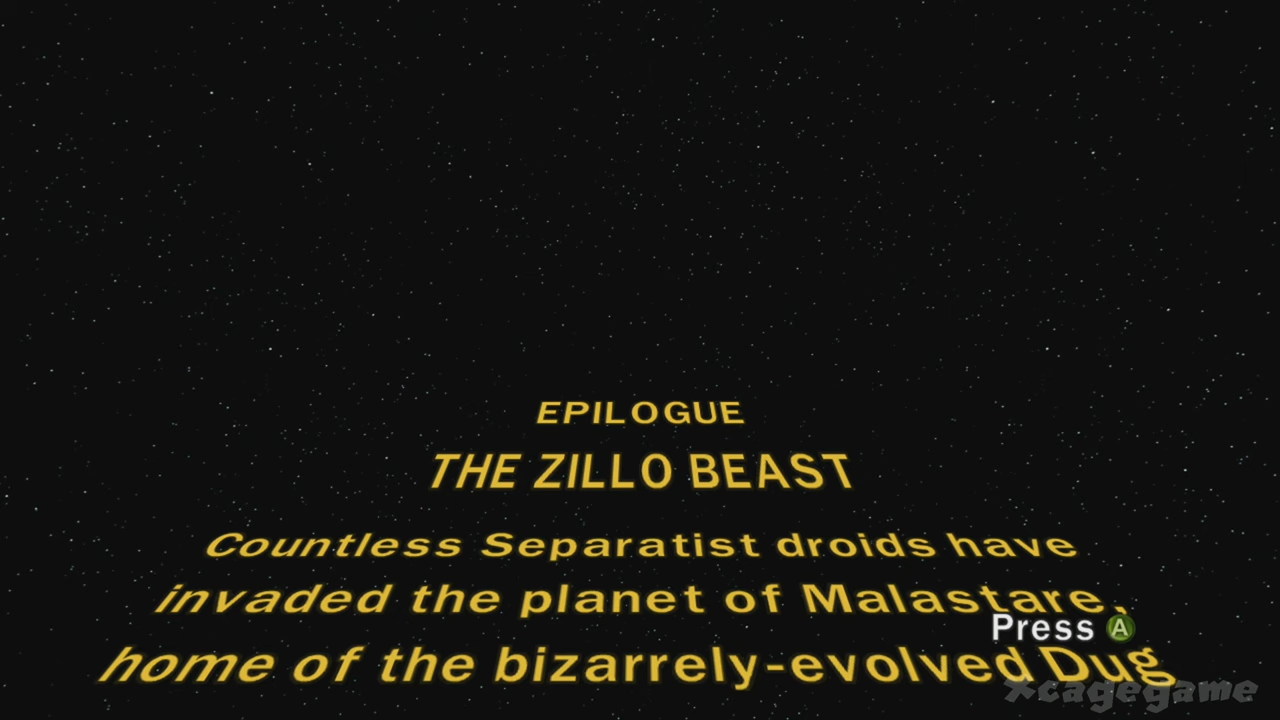 EPILOGUE
THE ZILLO BEAST
Countless Separatist droids have
invaded the planet of Malastare,
Press A
home of the bizarrely-evolved Dug
Xcagegame